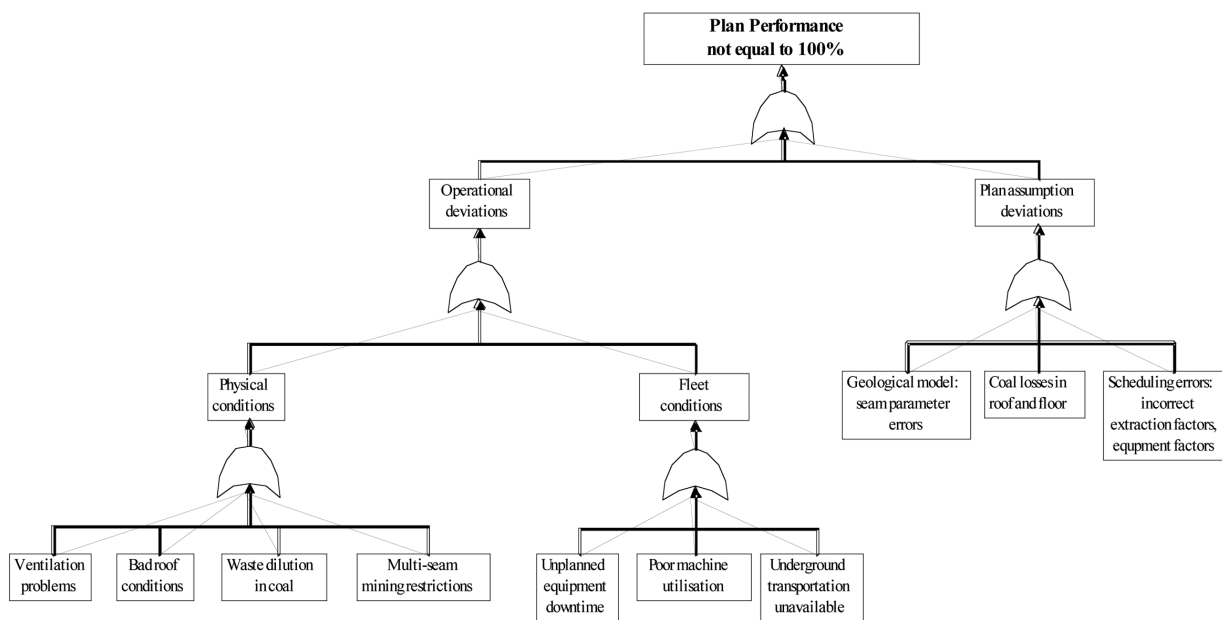 Plan Performance
not equal to 100%
Operational
deviations
Plan assumption
deviations
Physical
conditions
Fleet
conditions
Geological model:
seam parameter
errors
Coal losses in
roof and floor
Scheduling errors:
incorrect
extraction factors,
equpment factors
Ventilation
problems
Bad roof
conditions
Waste dilution
in coal
Multi-seam
mining restrictions
Unplanned
equipment
downtime
Poor machine
utilisation
Underground
transportation
unavailable